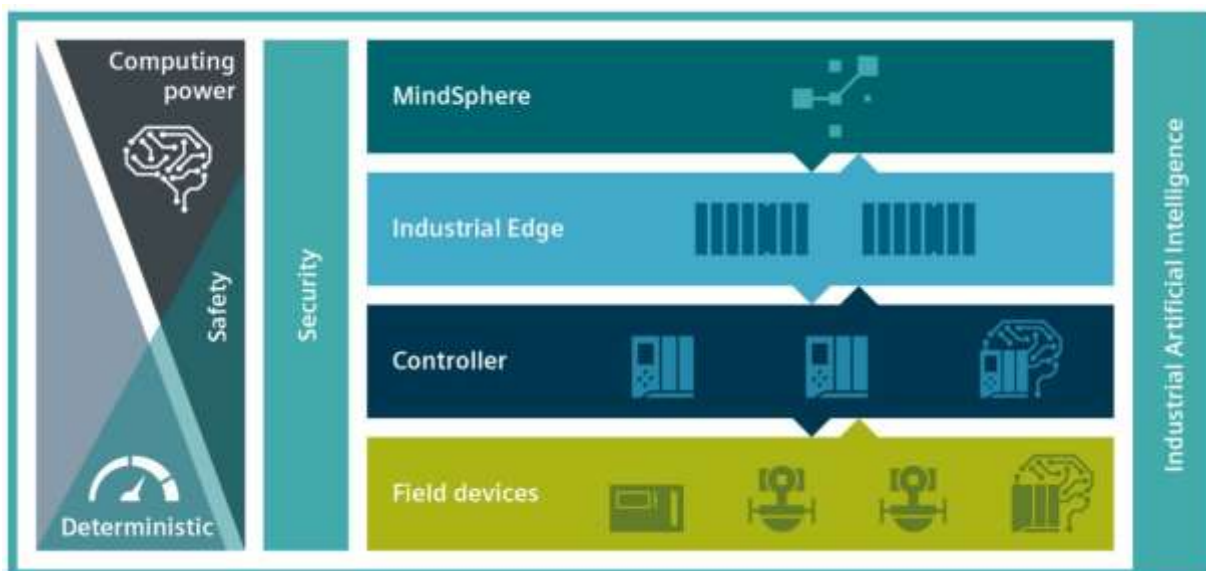 Computing
power
Safety
Deterministic
Security
MindSphere
Industrial Edge
Controller
Field devices
Industrial Artificial Intelligence